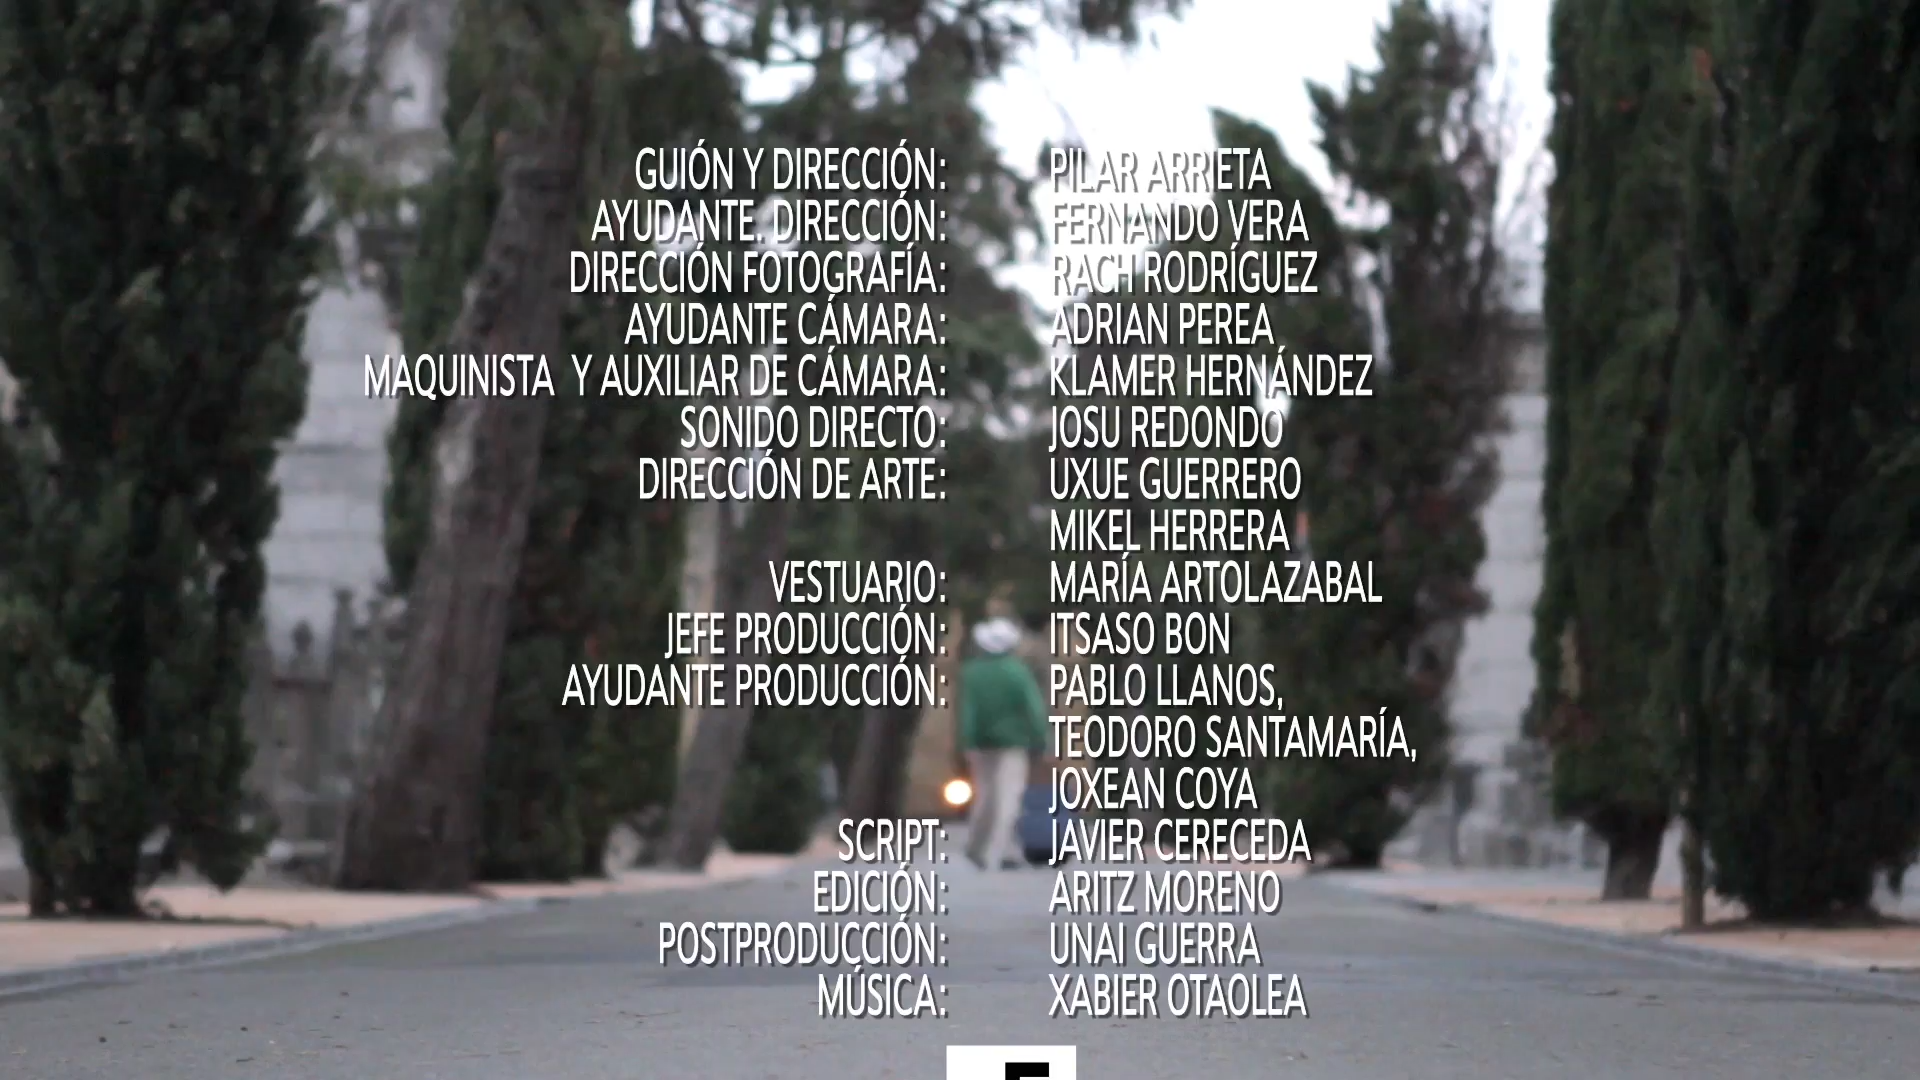 GUIÓN Y DIRECCIÓN: PILAR ARRIETA
AYUDANTE. DIRECCIÓN: FERNANDO VERA
DIRECCIÓN FOTOGRAFÍA: RACH RODRÍGUEZ
AYUDANTE CÁMARA: ADRIAN PEREA
MAQUINISTA Y AUXILIAR DE CÁMARA: KLAMER HERNÁNDEZ
SONIDO DIRECTO: JOSU REDONDO
DIRECCIÓN DE ARTE: UXUE GUERRERO
MIKEL HERRERA
VESTUARIO: MARÍA ARTOLAZABAL
JEFE PRODUCCIÓN: ITSASO BON
AYUDANTE PRODUCCIÓN: PABLO LLANOS,
TEODORO SANTAMARÍA,
JOXEAN COYA
SCRIPT: JAVIER CERECEDA
EDICIÓN: ARITZ MORENO
POSTPRODUCCIÓN: UNAI GUERRA
MÚSICA: XABIER OTAOLEA